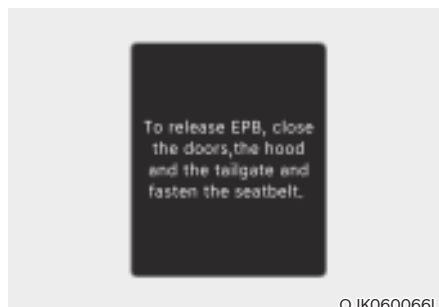 To release EPB, close
the doors,the hood
and the tailgate and
fasten the seatbelt.
OJK060066L